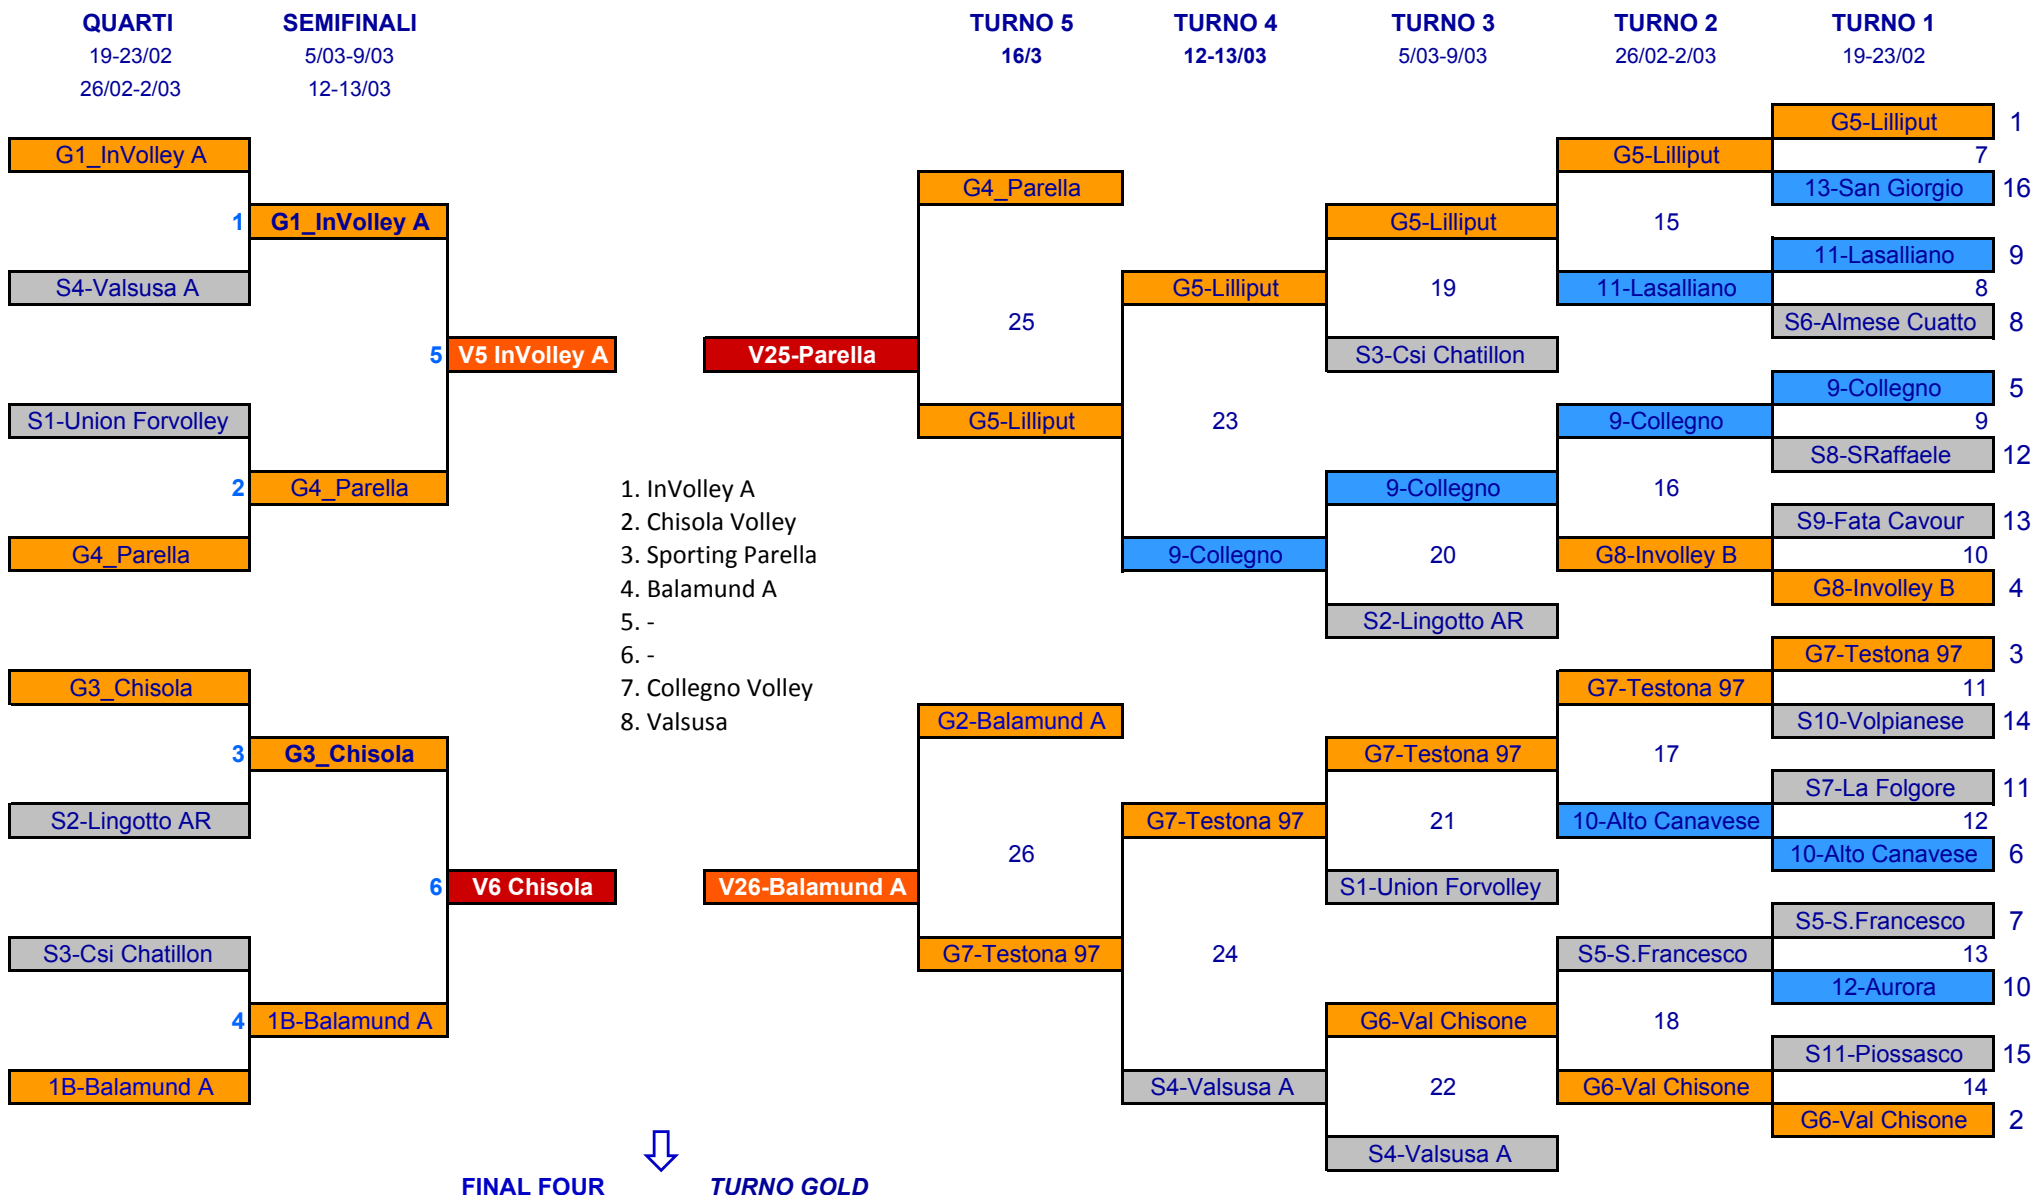 QUARTI SEMIFINALI TURNO 5 TURNO 4 TURNO 3 TURNO 2 TURNO 1
19-23/02 5/03-9/03 16/3 12-13/03 5/03-9/03 26/02-2/03 19-23/02
26/02-2/03 12-13/03
G5-Lilliput 1
G1_InVolley A G5-Lilliput 7
G4_Parella 13-San Giorgio 16
1 G1_InVolley A G5-Lilliput 15
11-Lasalliano 9
S4-Valsusa A G5-Lilliput 19 11-Lasalliano 8
25 S6-Almese Cuatto 8
5 V5 InVolley A V25-Parella S3-Csi Chatillon
9-Collegno 5
S1-Union Forvolley G5-Lilliput 23 9-Collegno 9
S8-SRaffaele 12
2 G4_Parella 1. InVolley A 9-Collegno 16
2. Chisola Volley S9-Fata Cavour 13
G4_Parella 3. Sporting Parella 9-Collegno 20 G8-Involley B 10
4. Balamund A G8-Involley B 4
5. - S2-Lingotto AR
6. - G7-Testona 97 3
G3_Chisola 7. Collegno Volley G7-Testona 97 11
8. Valsusa G2-Balamund A S10-Volpianese 14
3 G3_Chisola G7-Testona 97 17
S7-La Folgore 11
S2-Lingotto AR G7-Testona 97 21 10-Alto Canavese 12
26 10-Alto Canavese 6
6 V6 Chisola V26-Balamund A S1-Union Forvolley
S5-S.Francesco 7
S3-Csi Chatillon G7-Testona 97 24 S5-S.Francesco 13
12-Aurora 10
4 1B-Balamund A G6-Val Chisone 18
S11-Piossasco 15
1B-Balamund A S4-Valsusa A 22 G6-Val Chisone 14
G6-Val Chisone 2
S4-Valsusa A
FINAL FOUR TURNO GOLD